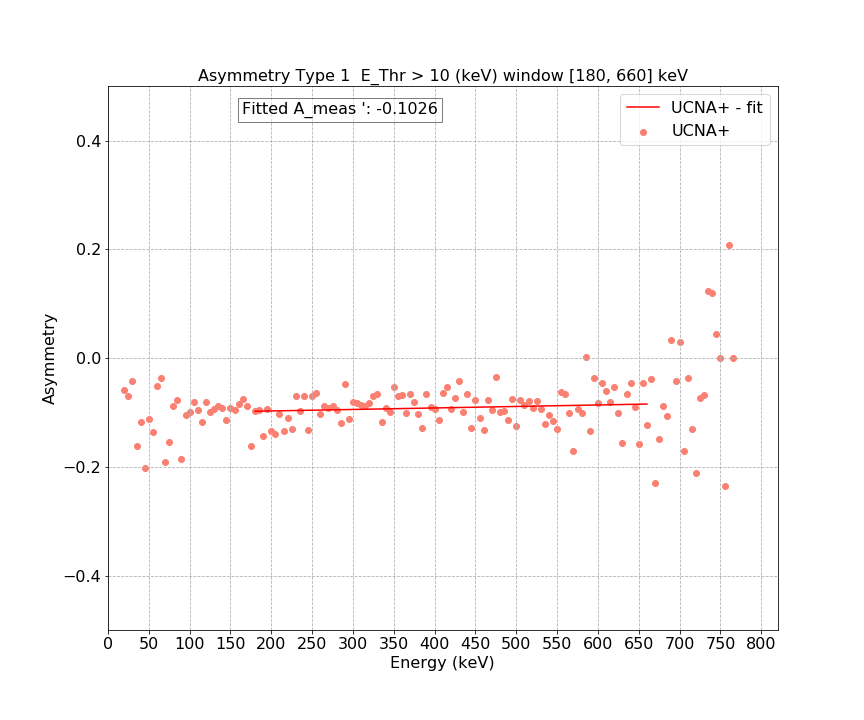 Asymmetry Type 1  E_Thr > 10 (keV) window [180, 660] keV
Fitted A_meas ': -0.1026
UCNA+ - fit
UCNA+
Asymmetry
0.4
0.2
0.0
−0.2
−0.4
0 50 100 150 200 250 300 350 400 450 500 550 600 650 700 750 800
Energy (keV)